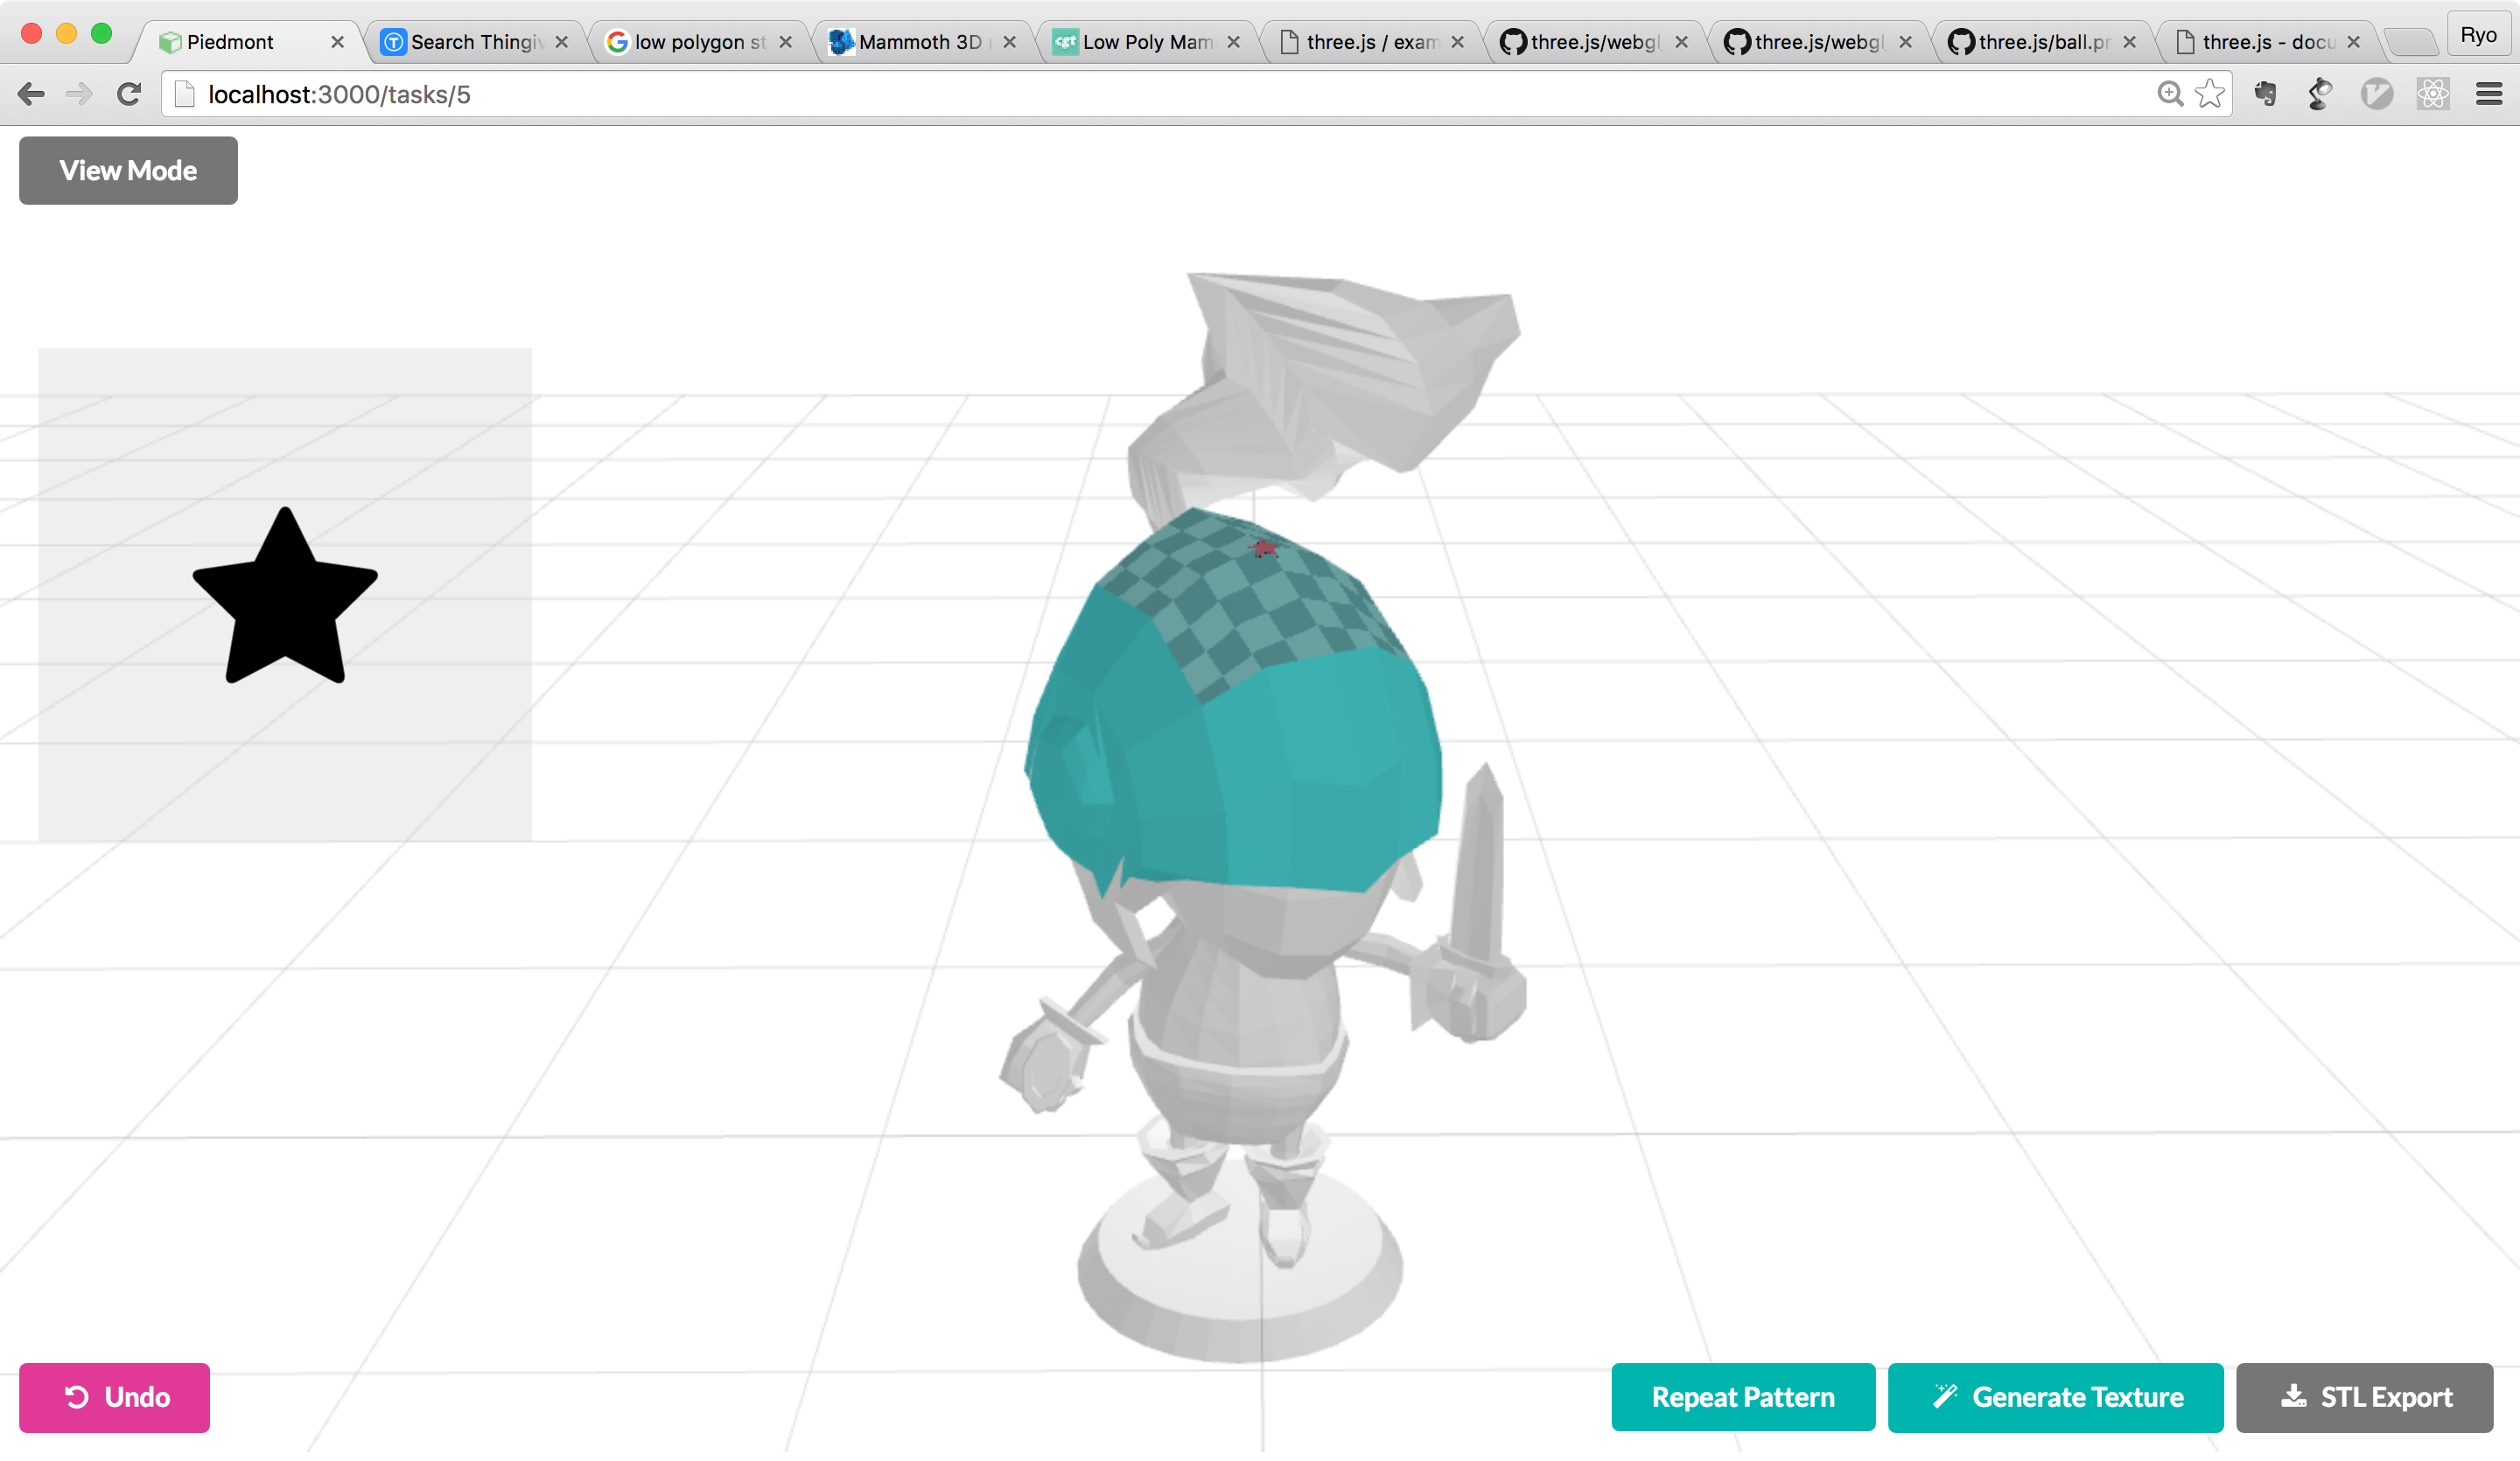 Piedmont
Search Thingiv
low polygon st
Mammoth 3D
cgt
Low Poly Mam
three.js / exam
three.js/webgl
three.js/webgl
three.js/ball.pr
three.js - docu
Ryo
localhost:3000/tasks/5
View Mode
Undo
Repeat Pattern
Generate Texture
STL Export